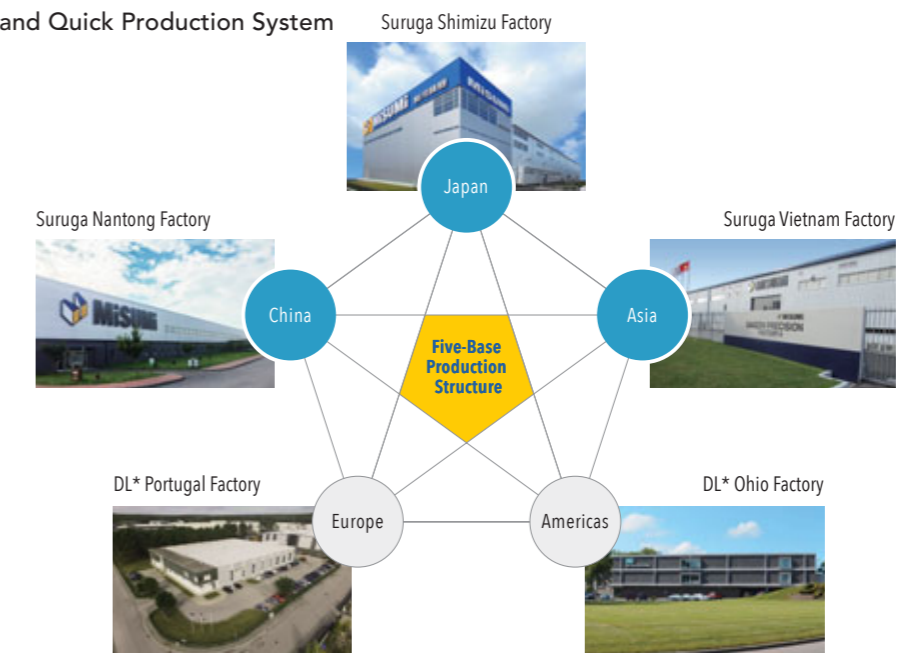 and Quick Production System
Suruga Shimizu Factory
MiSUMi
MiSUMi
Japan
Suruga Nantong Factory
Suruga Vietnam Factory
MiSUMi
China
Asia
Five-Base
Production
Structure
DL* Portugal Factory
DL* Ohio Factory
Europe
Americas